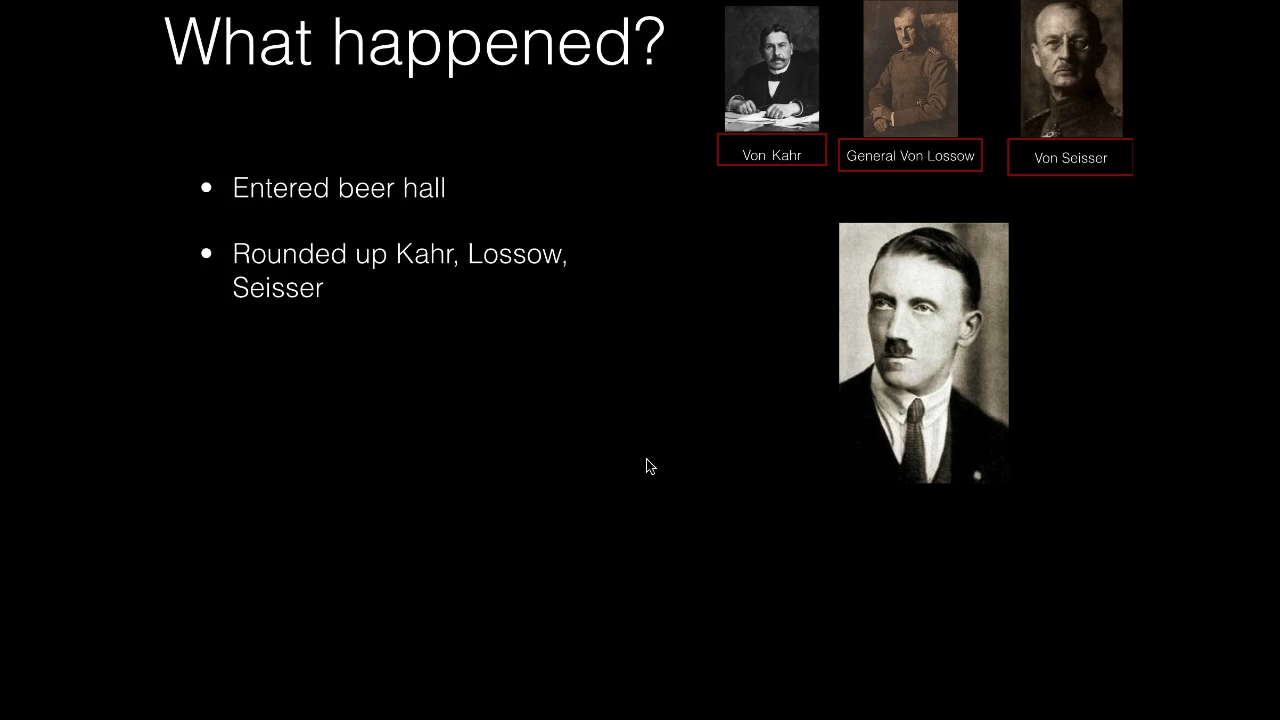 What happened?
Von Kahr
General Von Lossow
Von Seisser
• Entered beer hall
• Rounded up Kahr, Lossow,
Seisser